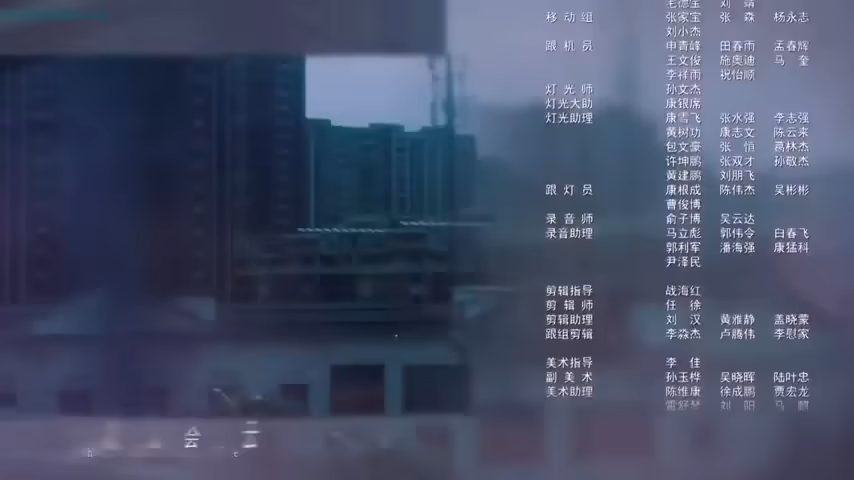 移动组 张家宝 张 森 杨永志
刘小杰
跟机员 申青峰 田春雨 孟春辉
王文俊 施奥迪 马 奎
李祥雨 祝怡顺
灯光师 孙文杰
灯光大助 康银席
灯光助理 康雪飞 张水强 李志强
黄树功 康志文 陈云来
包文豪 张 恒 葛林杰
许坤鹏 张双才 孙敬杰
黄建鹏 刘朋飞
跟灯员 康根成 陈伟杰 吴彬彬
曹俊博
录音师 俞子博 吴云达
录音助理 马立彪 郭伟令 白春飞
郭利军 潘海强 康猛科
尹泽民
剪辑指导 战海红
剪辑师 任 徐
剪辑助理 刘 汉 黄雅静 盖晓蒙
跟组剪辑 李淼杰 卢腾伟 李慰家
美术指导 李 佳
副美术 孙玉桦 吴晓晖 陆叶忠
美术助理 陈维康 徐成鹏 贾宏龙
刘 阳 马
会